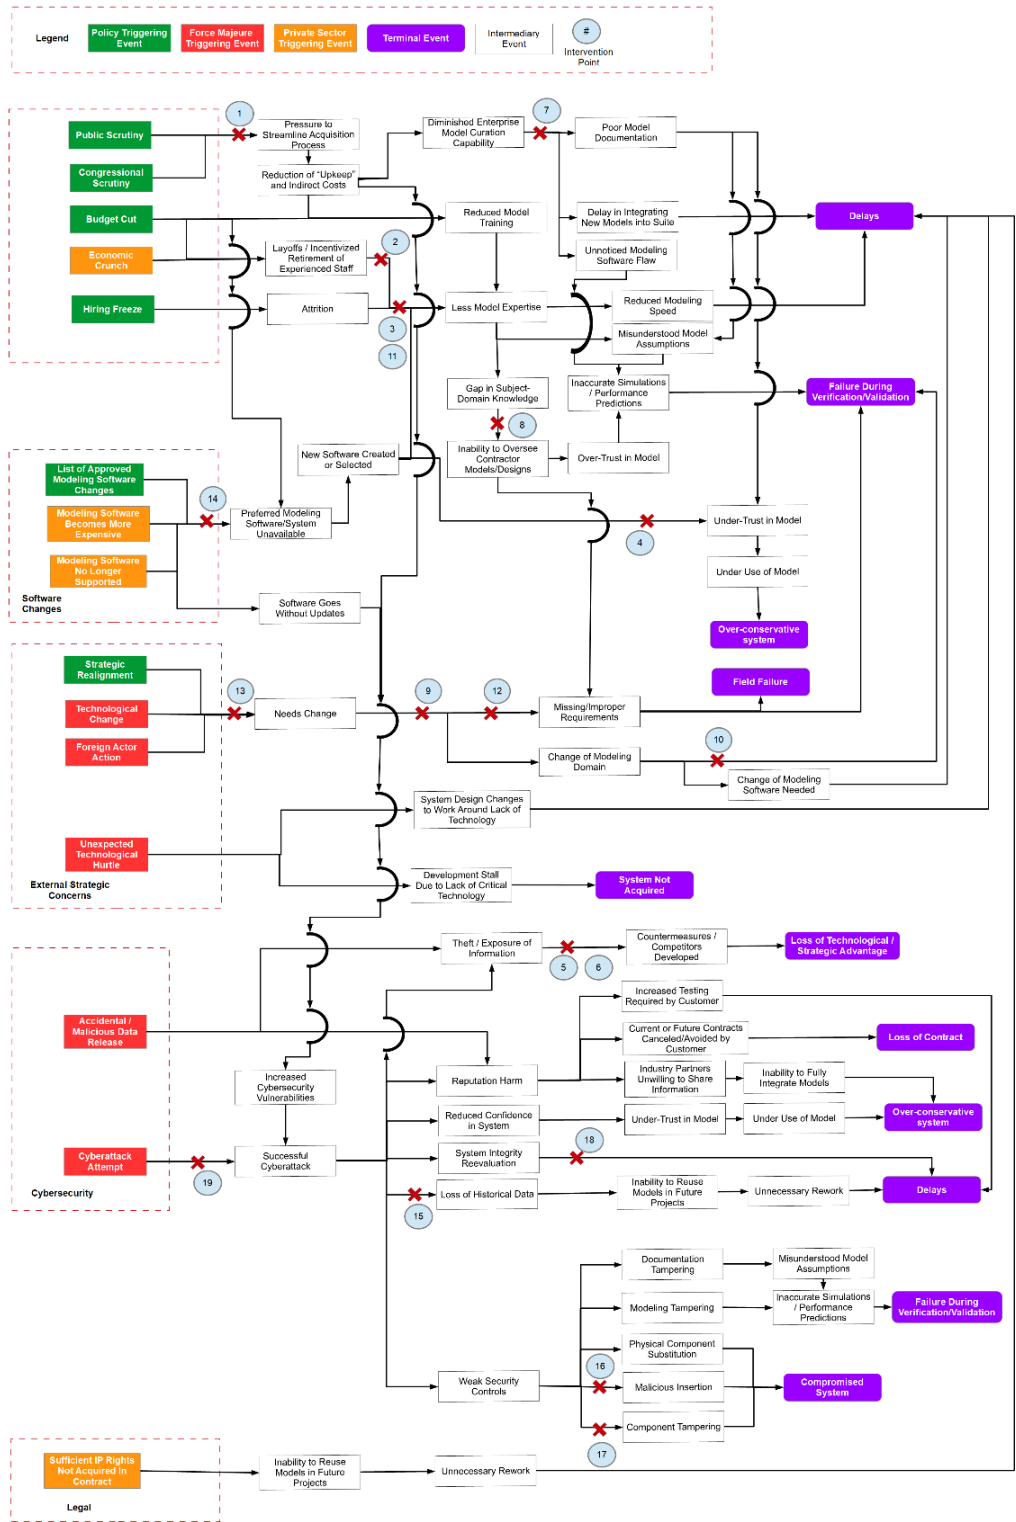 Legend
Policy Triggering
Event
Force Majeure
Triggering Event
Private Sector
Triggering Event
Terminal Event
Intermediary
Event
#
Intervention
Point
1
7
Public Scrutiny
Pressure to
Streamline Acquisition
Process
Diminished Enterprise
Model Curation
Capability
Poor Model
Documentation
Congressional
Scrutiny
Reduction of "Upkeep"
and Indirect Costs
Budget Cut
Reduced Model
Training
Delay in Integrating
New Models into Suite
Delays
2
Economic
Crunch
Layoffs / Incentivized
Retirement of
Experienced Staff
Unnoticed Modeling
Software Flaw
Hiring Freeze
Attrition
Less Model Expertise
Reduced Modeling
Speed
3
11
Misunderstood Model
Assumptions
Gap in Subject-
Domain Knowledge
Inaccurate Simulations
/ Performance
Predictions
Failure During
Verification/Validation
8
New Software Created
or Selected
Inability to Oversee
Contractor
Models/Designs
Over-Trust in Model
List of Approved
Modeling Software
Changes
14
Modeling Software
Becomes More
Expensive
Preferred Modeling
Software/System
Unavailable
4
Under-Trust in Model
Modeling Software
No Longer
Supported
Under Use of Model
Software
Changes
Software Goes
Without Updates
Over-conservative
system
Strategic
Realignment
Field Failure
13
9
12
Technological
Change
Needs Change
Missing/Improper
Requirements
Foreign Actor
Action
10
Change of Modeling
Domain
Change of Modeling
Software Needed
System Design Changes
to Work Around Lack of
Technology
Unexpected
Technological
Hurtle
External Strategic
Concerns
Development Stall
Due to Lack of Critical
Technology
System Not
Acquired
Theft / Exposure of
Information
5
6
Countermeasures /
Competitors
Developed
Loss of Technological /
Strategic Advantage
Increased Testing
Required by Customer
Accidental /
Malicious Data
Release
Current or Future Contracts
Canceled/Avoided by
Customer
Loss of Contract
Increased
Cybersecurity
Vulnerabilities
Reputation Harm
Industry Partners
Unwilling to Share
Information
Inability to Fully
Integrate Models
Reduced Confidence
in System
Under-Trust in Model
Under Use of Model
Over-conservative
system
Cyberattack
Attempt
19
Successful
Cyberattack
System Integrity
Reevaluation
18
Cybersecurity
15
Loss of Historical Data
Inability to Reuse
Models in Future
Projects
Unnecessary Rework
Delays
Documentation
Tampering
Misunderstood Model
Assumptions
Modeling Tampering
Inaccurate Simulations
/ Performance
Predictions
Failure During
Verification/Validation
Physical Component
Substitution
Weak Security
Controls
16
Malicious Insertion
Compromised
System
Component Tampering
17
Sufficient IP Rights
Not Acquired In
Contract
Inability to Reuse
Models in Future
Projects
Unnecessary Rework
Legal